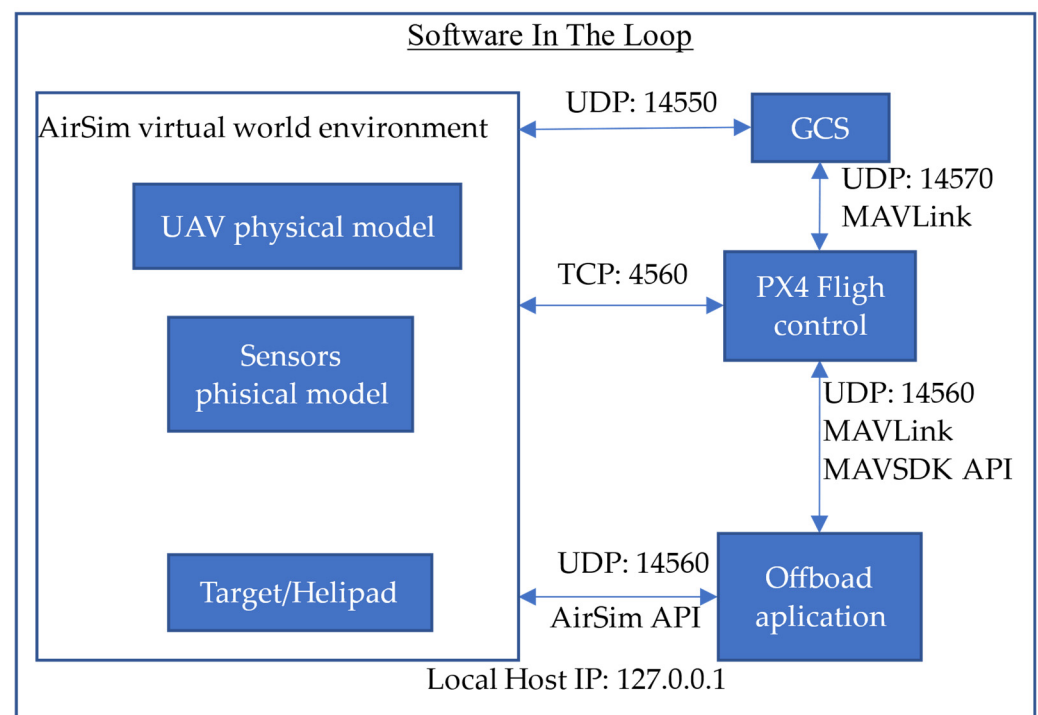 Software In The Loop
AirSim virtual world environment
UAV physical model
Sensors
phisical model
Target/Helipad
UDP: 14550
GCS
UDP: 14570
MAVLink
TCP: 4560
PX4 Fligh
control
UDP: 14560
MAVLink
MAVSDK API
UDP: 14560
AirSim API
Offboad
aplication
Local Host IP: 127.0.0.1